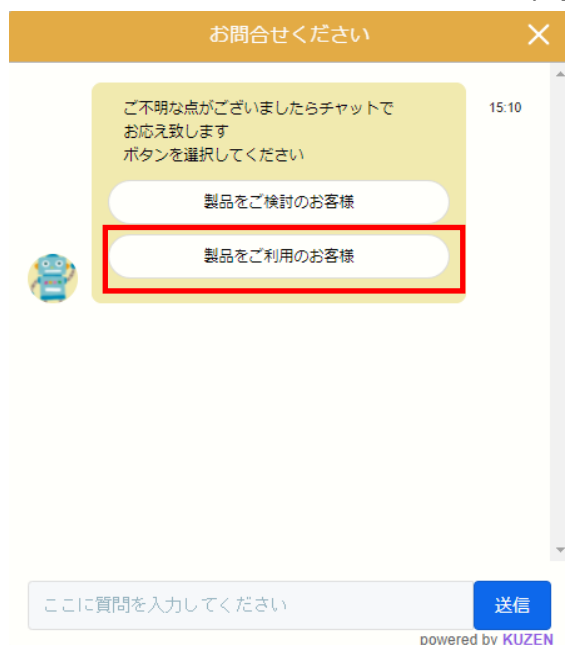 お問合せください
ご不明な点がございましたらチャットで
お応え致します
ボタンを選択してください
15:10
製品をご検討のお客様
製品をご利用のお客様
ここに質問を入力してください
送信
powered by KUZEN